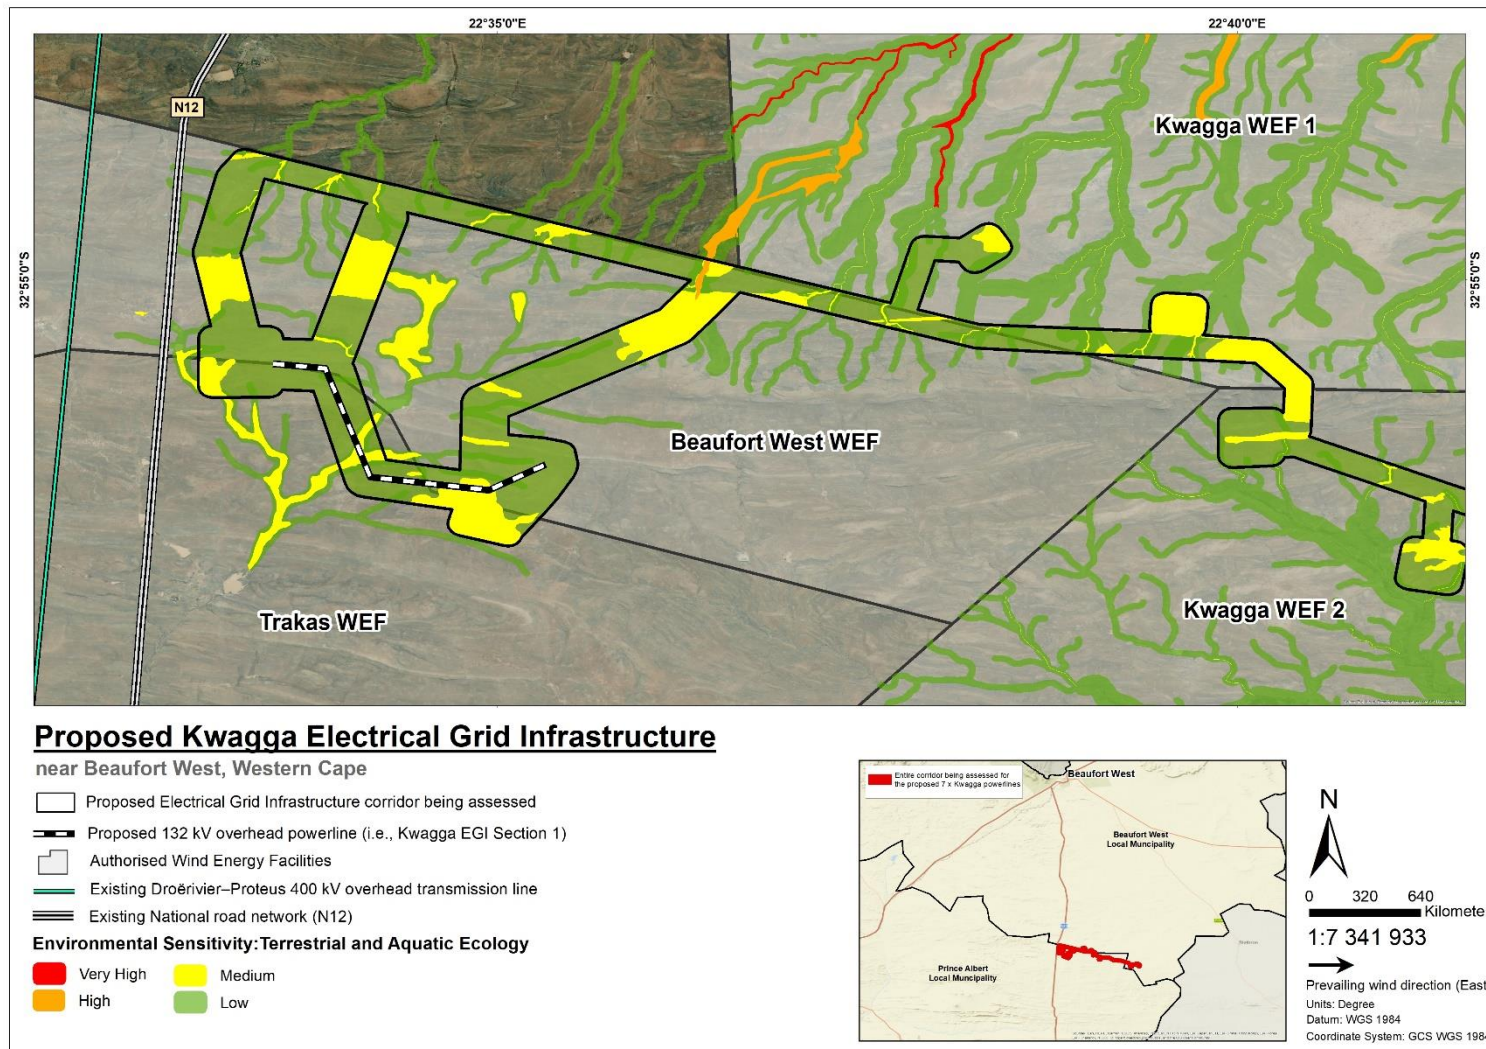 22°35'0"E
22°40'0"E
N12
Kwagga WEF 1
32°55'0"S
32°55'0"S
Beaufort West WEF
Trakas WEF
Kwagga WEF 2
Proposed Kwagga Electrical Grid Infrastructure
near Beaufort West, Western Cape
Proposed Electrical Grid Infrastructure corridor being assessed
Proposed 132 kV overhead powerline (i.e., Kwagga EGI Section 1)
Authorised Wind Energy Facilities
Existing Droërivier–Proteus 400 kV overhead transmission line
Existing National road network (N12)
Environmental Sensitivity:Terrestrial and Aquatic Ecology
Very High
Medium
High
Low
Entire corridor being assessed for
the proposed 7 x Kwagga powerlines
Beaufort West
Beaufort West
Local Muncipality
Prince Albert
Local Muncipality
N
0 320 640
Kilomete
1:7 341 933
Prevailing wind direction (East
Units: Degree
Datum: WGS 1984
Coordinate System: GCS WGS 1984